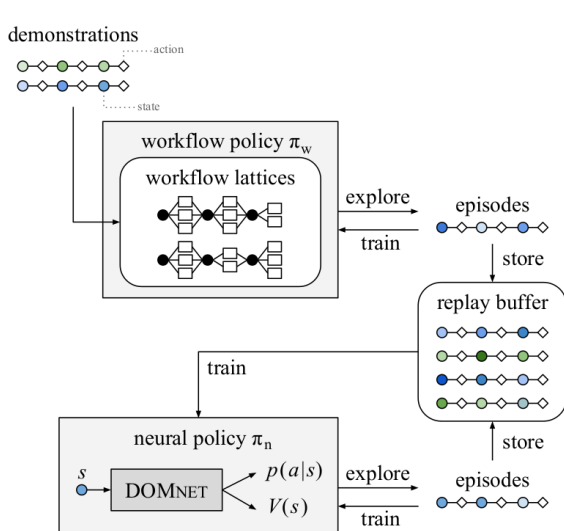 demonstrations
action
state
workflow policy πw
workflow lattices
explore
train
episodes
store
replay buffer
train
neural policy πn
s
DOMNET
p(a|s)
V(s)
explore
train
store
episodes